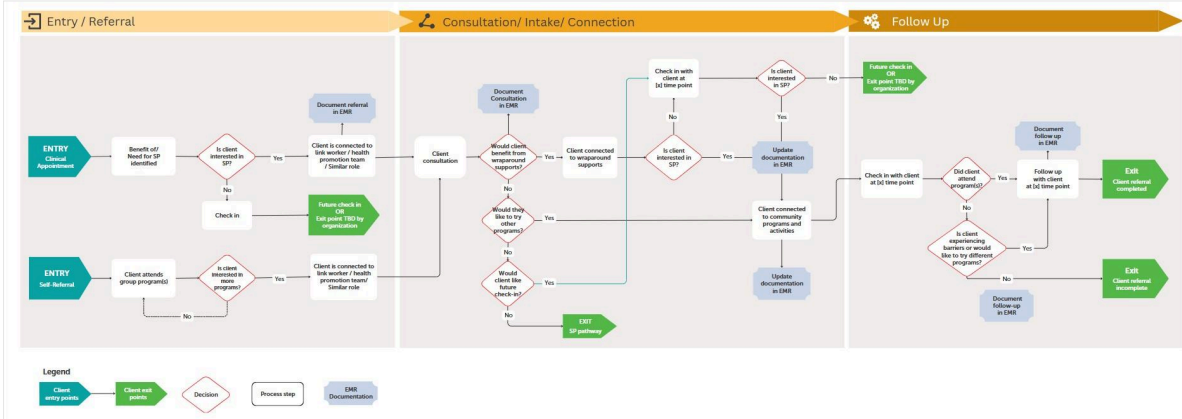 Entry / Referral
Consultation/ Intake/ Connection
Follow Up
Document referral
in EMR
ENTRY
Clinical
Appointment
Benefit of/
Need for SP
identified
Is client
interested in
SP?
Yes
Client is connected to
link worker / health
promotion team
/ Similar role
No
Check in
Future check in
OR
Exit point TBD by
organization
ENTRY
Self-Referral
Client attends
group program(s)
Is client
interested in
more
programs?
Yes
Client is connected to
link worker / health
promotion team/
Similar role
No
Client
consultation
Document
Consultation
in EMR
Would client
benefit from
wraparound
supports?
Yes
Client connected
to wraparound
supports
No
Would they
like to try
other
programs?
Yes
No
Would
client like
future
check-in?
Yes
No
EXIT
SP pathway
Check in with
client at
[x] time point
No
Is client
interested in EP?
Yes
Is client
interested
in SP?
No
Yes
Update
documentation
in EMR
Client connected
to community
programs and
activities
Update
documentation
in EMR
Future check in
OR
Exit point TBD by
organization
Check in with client
at [x] time point
Did client
attend
program(s)?
Yes
Document
follow up
in EMR
Follow up
with client
at [x] time point
Exit
Client referral
completed
No
Is client
experiencing
barriers or would
like to try different
programs?
Yes
No
Document
follow-up
in EMR
Exit
Client referral
incomplete
Legend
Client
entry points
Client exit
points
Decision
Process step
EMR
Documentation